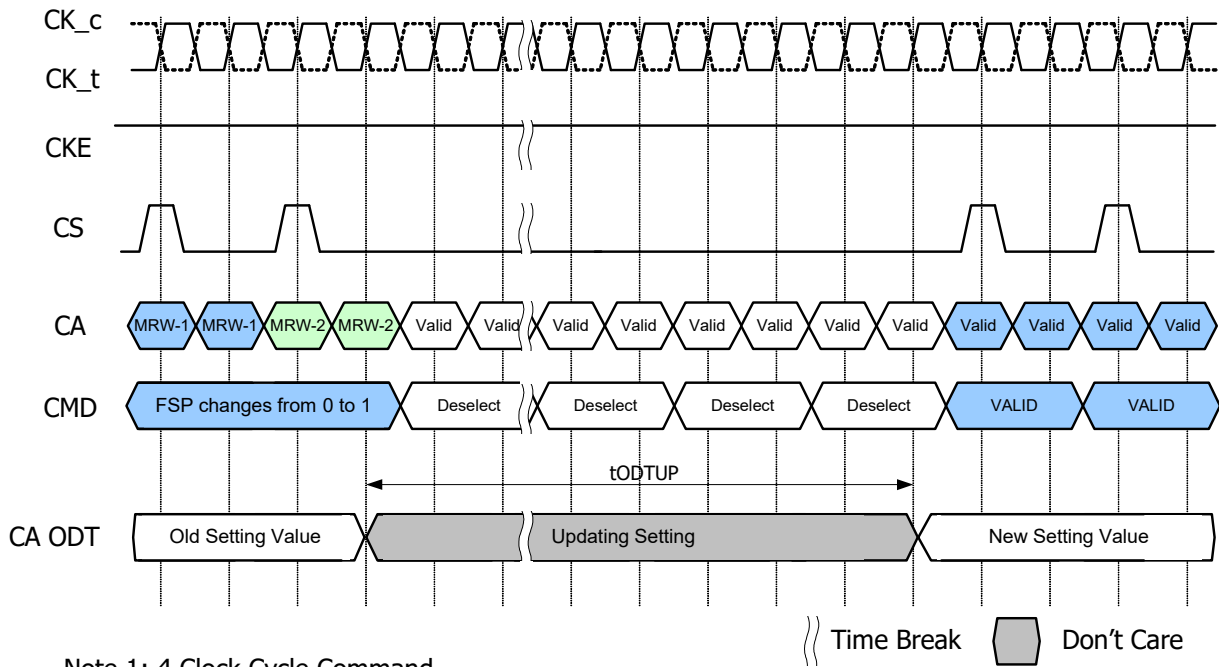 CK_c
CK_t
CKE
CS
CA MRW-1 MRW-1 MRW-2 MRW-2 Valid Valid Valid Valid Valid Valid Valid Valid Valid Valid Valid Valid
CMD FSP changes from 0 to 1 Deselect Deselect Deselect Deselect VALID VALID
tODTUP
CA ODT Old Setting Value Updating Setting New Setting Value
Time Break Don't Care
Note 1: 4 Clock Cycle Command